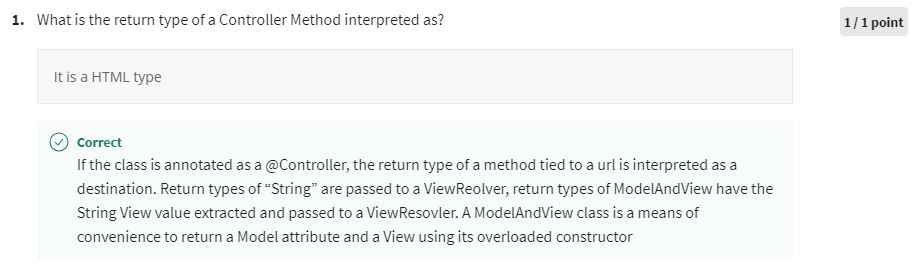 1. What is the return type of a Controller Method interpreted as?
1 / 1 point
It is a HTML type
Correct
If the class is annotated as a @Controller, the return type of a method tied to a url is interpreted as a
destination. Return types of “String” are passed to a ViewReolver, return types of ModelAndView have the
String View value extracted and passed to a ViewResovler. A ModelAndView class is a means of
convenience to return a Model attribute and a View using its overloaded constructor